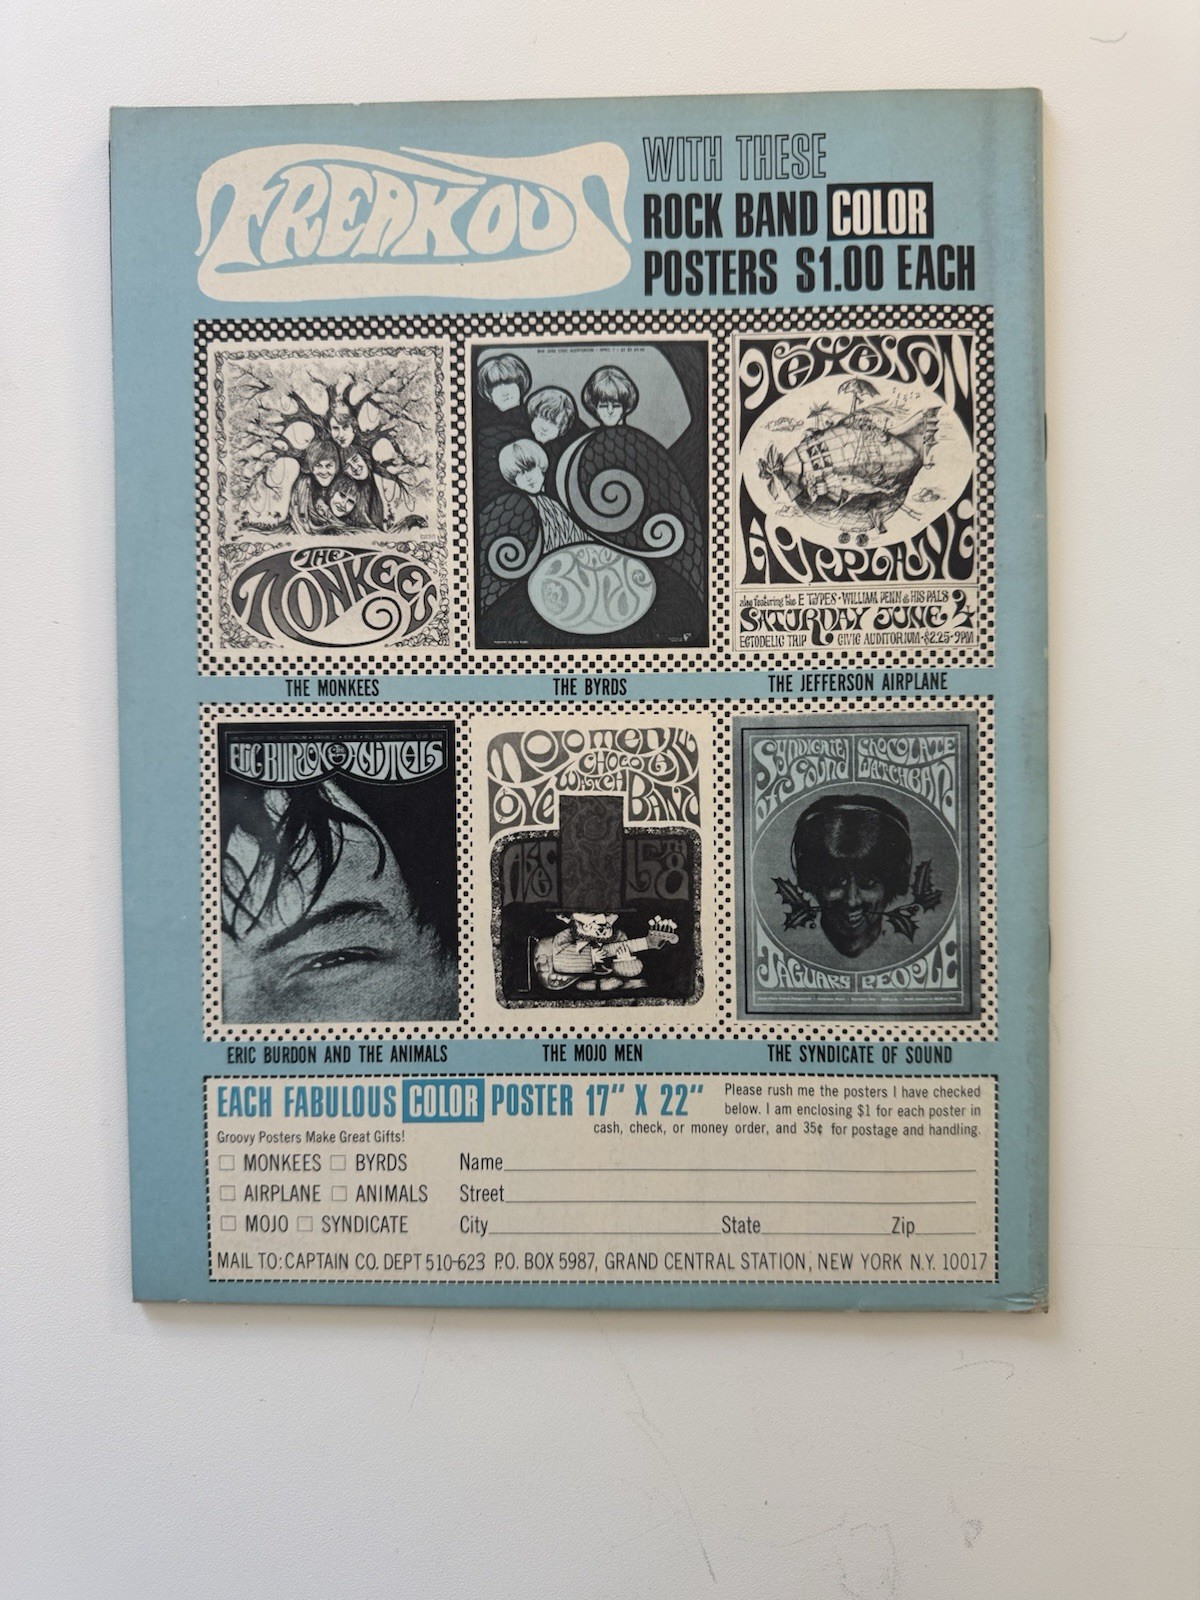 FREAKOUT
WITH THESE
ROCK BAND COLOR
POSTERS $1.00 EACH
THE
MONKEES
THE
BYRDS
JEFFERSON
AIRPLANE
also featuring the E TYPES · WILLIAM PENN & HIS PALS
SATURDAY JUNE
ECTODELIC TRIP CIVIC AUDITORIUM · $2.25 · 9PM
THE MONKEES
THE BYRDS
THE JEFFERSON AIRPLANE
ERIC BURDON & THE ANIMALS
MOJO MEN
CHOCOLATE
WATCH
LOVE BAND
15TH
8
SYNDICATE OF SOUND
CHOCOLATE WATCHBAND
JAGUARS PEOPLE
ERIC BURDON AND THE ANIMALS
THE MOJO MEN
THE SYNDICATE OF SOUND
EACH FABULOUS COLOR POSTER 17" X 22"
Please rush me the posters I have checked
below. I am enclosing $1 for each poster in
cash, check, or money order, and 35¢ for postage and handling.
Groovy Posters Make Great Gifts!
MONKEES BYRDS
AIRPLANE ANIMALS
MOJO SYNDICATE
Name
Street
City State Zip
MAIL TO: CAPTAIN CO. DEPT 510-623 P.O. BOX 5987, GRAND CENTRAL STATION, NEW YORK N.Y. 10017